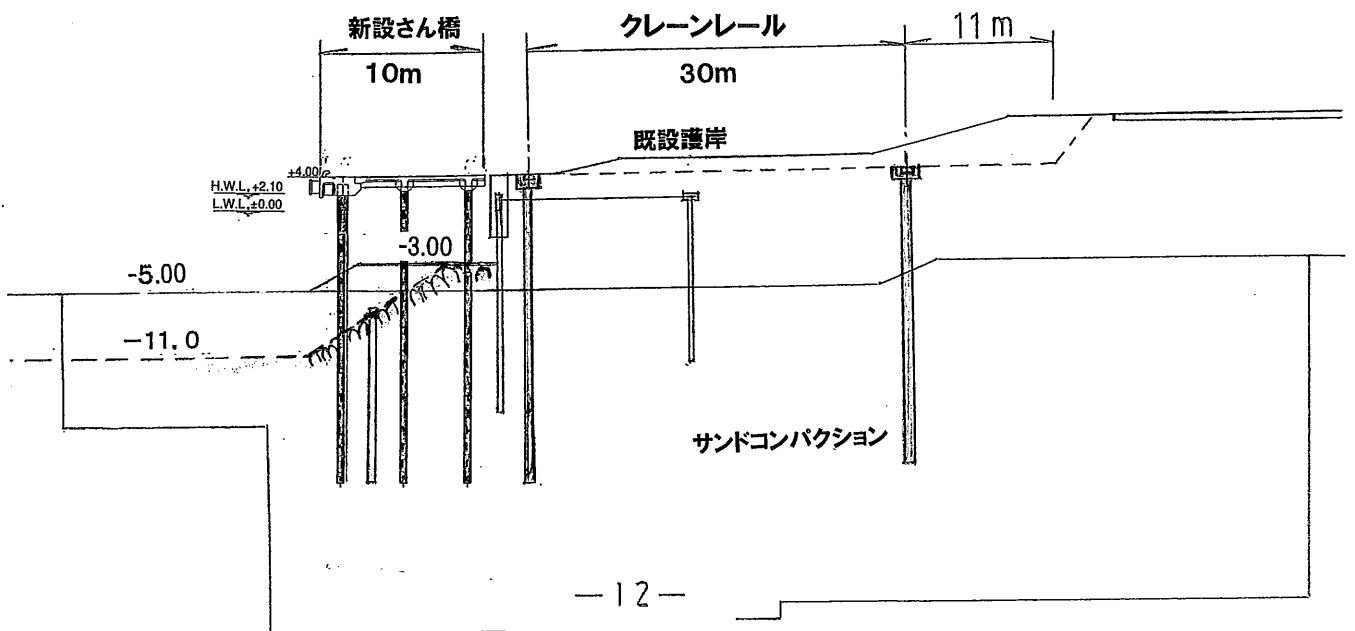 新設さん橋
クレーンレール
11m
10m
30m
既設護岸
+4.00
H.W.L,+2.10
L.W.L,±0.00
-3.00
-5.00
-11.0
サンドコンパクション
-12-